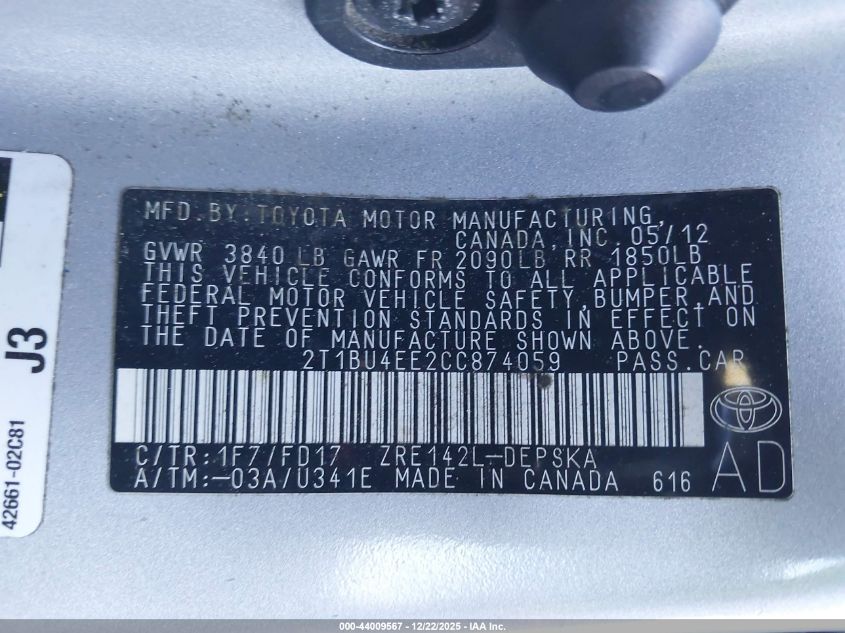 MFD.BY:TOYOTA MOTOR MANUFACTURING,
CANADA,INC.05/12
GVWR 3840 LB GAWR FR 2090LB RR 1850LB
THIS VEHICLE CONFORMS TO ALL APPLICABLE
FEDERAL MOTOR VEHICLE SAFETY,BUMPER,AND
THEFT PREVENTION STANDARDS IN EFFECT ON
THE DATE OF MANUFACTURE SHOWN ABOVE.
2T1BU4EE2CC874059 PASS.CAR
C/TR:1F7/FD17 ZRE142L-DEPSKA
A/TM:-03A/U341E MADE IN CANADA 616
AD
J3
42661-02C81
000-44009567 - 12/22/2025 - IAA Inc.